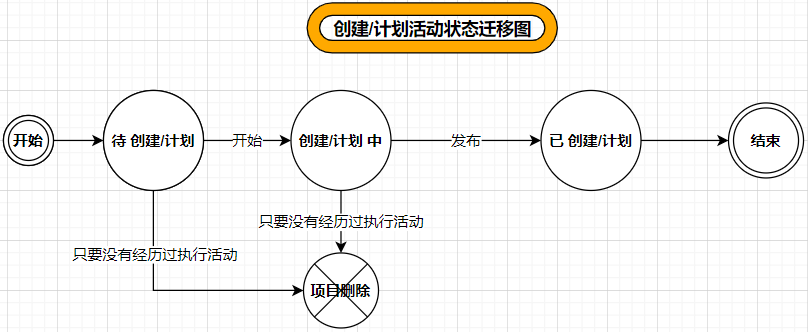 创建/计划活动状态迁移图
开始
待 创建/计划
开始
创建/计划 中
发布
已 创建/计划
结束
只要没有经历过执行活动
只要没有经历过执行活动
项目删除